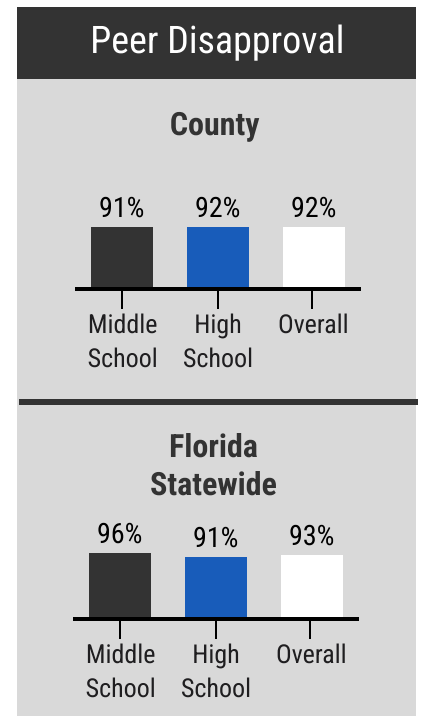 Peer Disapproval
County
91% 92% 92%
Middle School
High School
Overall
Florida
Statewide
96% 91% 93%
Middle School
High School
Overall